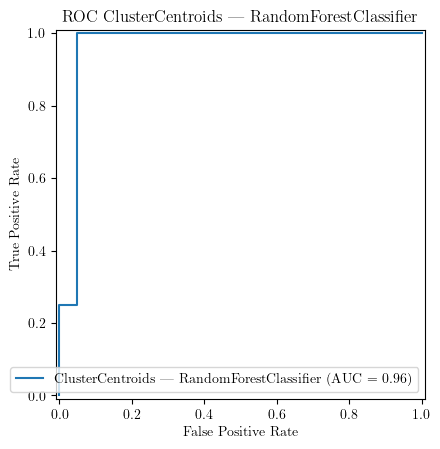 ROC ClusterCentroids — RandomForestClassifier
1.0
0.8
0.6
0.4
0.2
0.0
True Positive Rate
ClusterCentroids — RandomForestClassifier (AUC = 0.96)
0.0 0.2 0.4 0.6 0.8 1.0
False Positive Rate